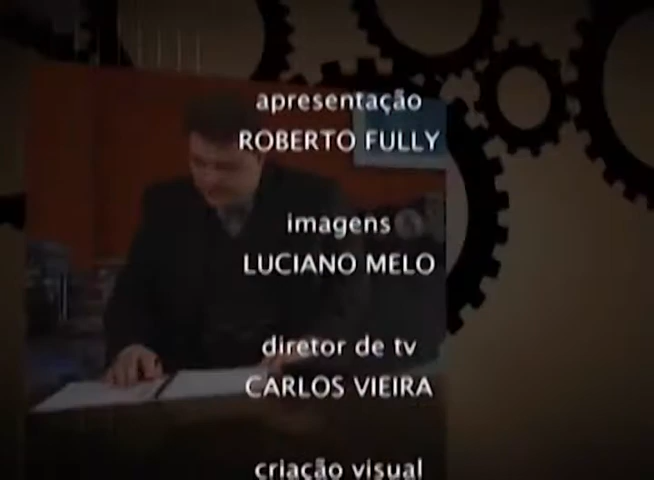 apresentação
ROBERTO FULLY
imagens
LUCIANO MELO
diretor de tv
CARLOS VIEIRA
criação visual